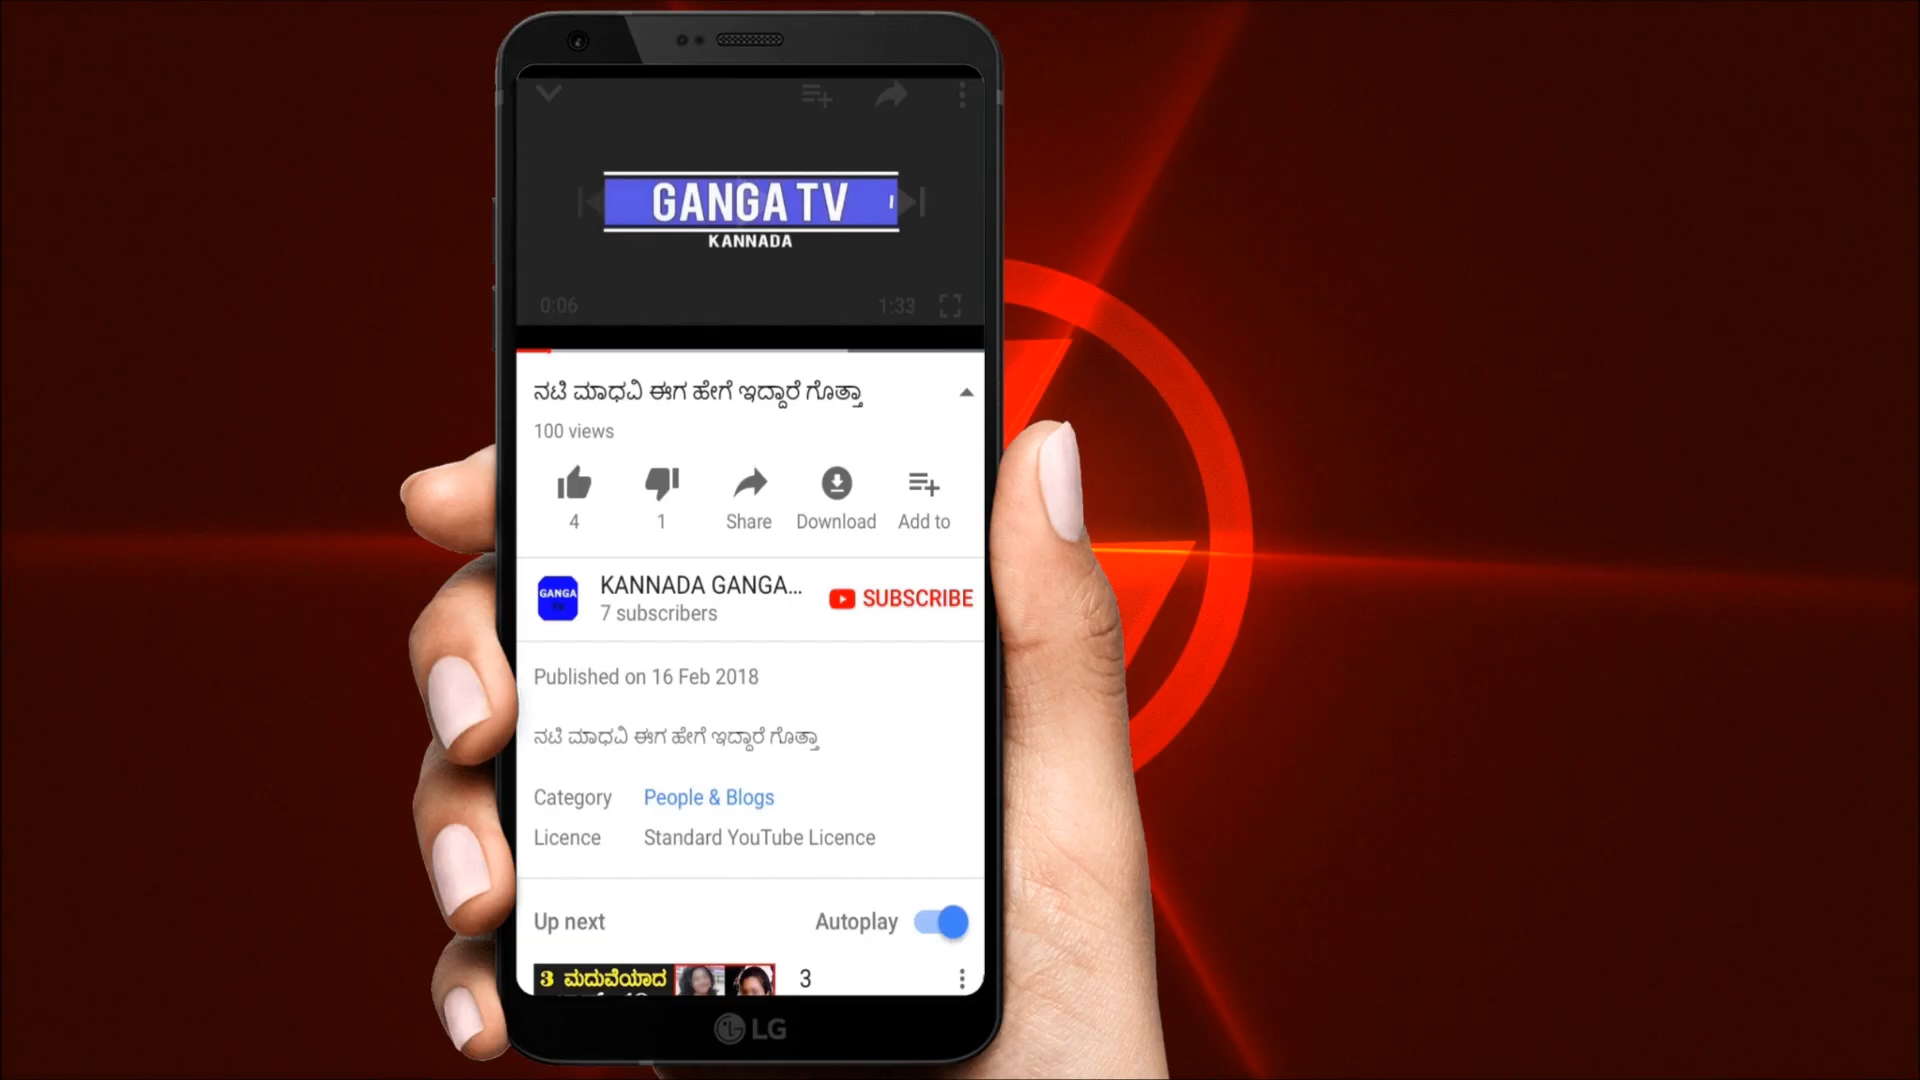 GANGA TV
KANNADA
0:06
1:33
ನಟಿ ಮಾಧವಿ ಈಗ ಹೇಗೆ ಇದ್ದಾರೆ ಗೊತ್ತಾ
100 views
4
1
Share
Download
Add to
GANGA
KANNADA GANGA...
7 subscribers
SUBSCRIBE
Published on 16 Feb 2018
ನಟಿ ಮಾಧವಿ ಈಗ ಹೇಗೆ ಇದ್ದಾರೆ ಗೊತ್ತಾ
Category People & Blogs
Licence Standard YouTube Licence
Up next
Autoplay
3 ಮದುವೆಯಾದ
3
LG